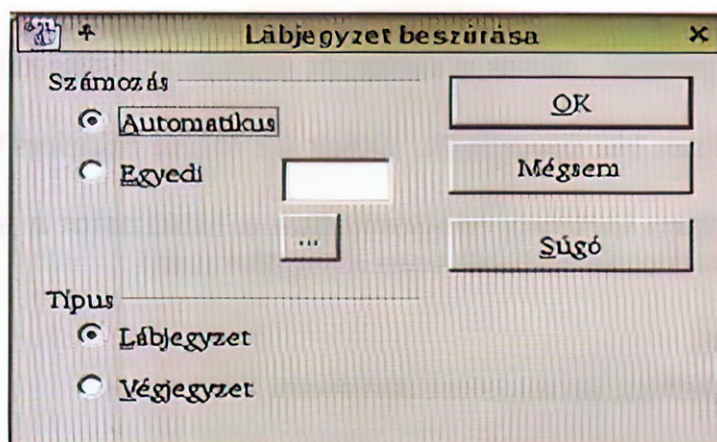 Lábjegyzet beszúrása
Számozás
Automatikus
Egyedi
...
Típus
Lábjegyzet
Végjegyzet
OK
Mégsem
Súgó